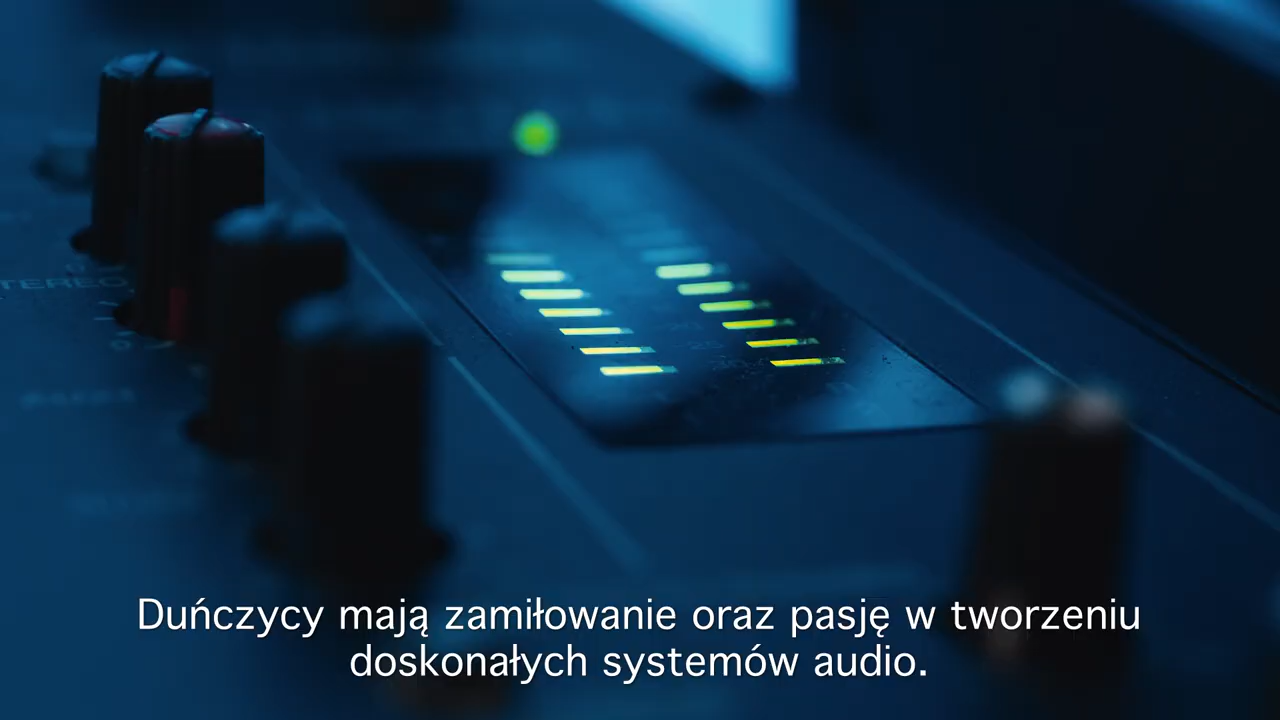 Duńczycy mają zamiłowanie oraz pasję w tworzeniu
doskonałych systemów audio.